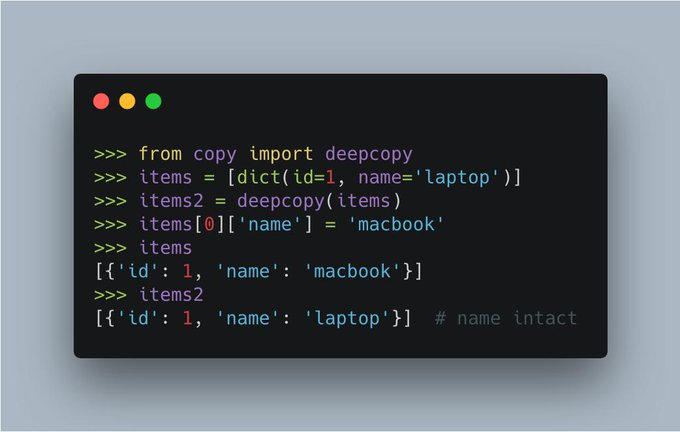 >>> from copy import deepcopy
>>> items = [dict(id=1, name='laptop')]
>>> items2 = deepcopy(items)
>>> items[0]['name'] = 'macbook'
>>> items
[{'id': 1, 'name': 'macbook'}]
>>> items2
[{'id': 1, 'name': 'laptop'}]  # name intact